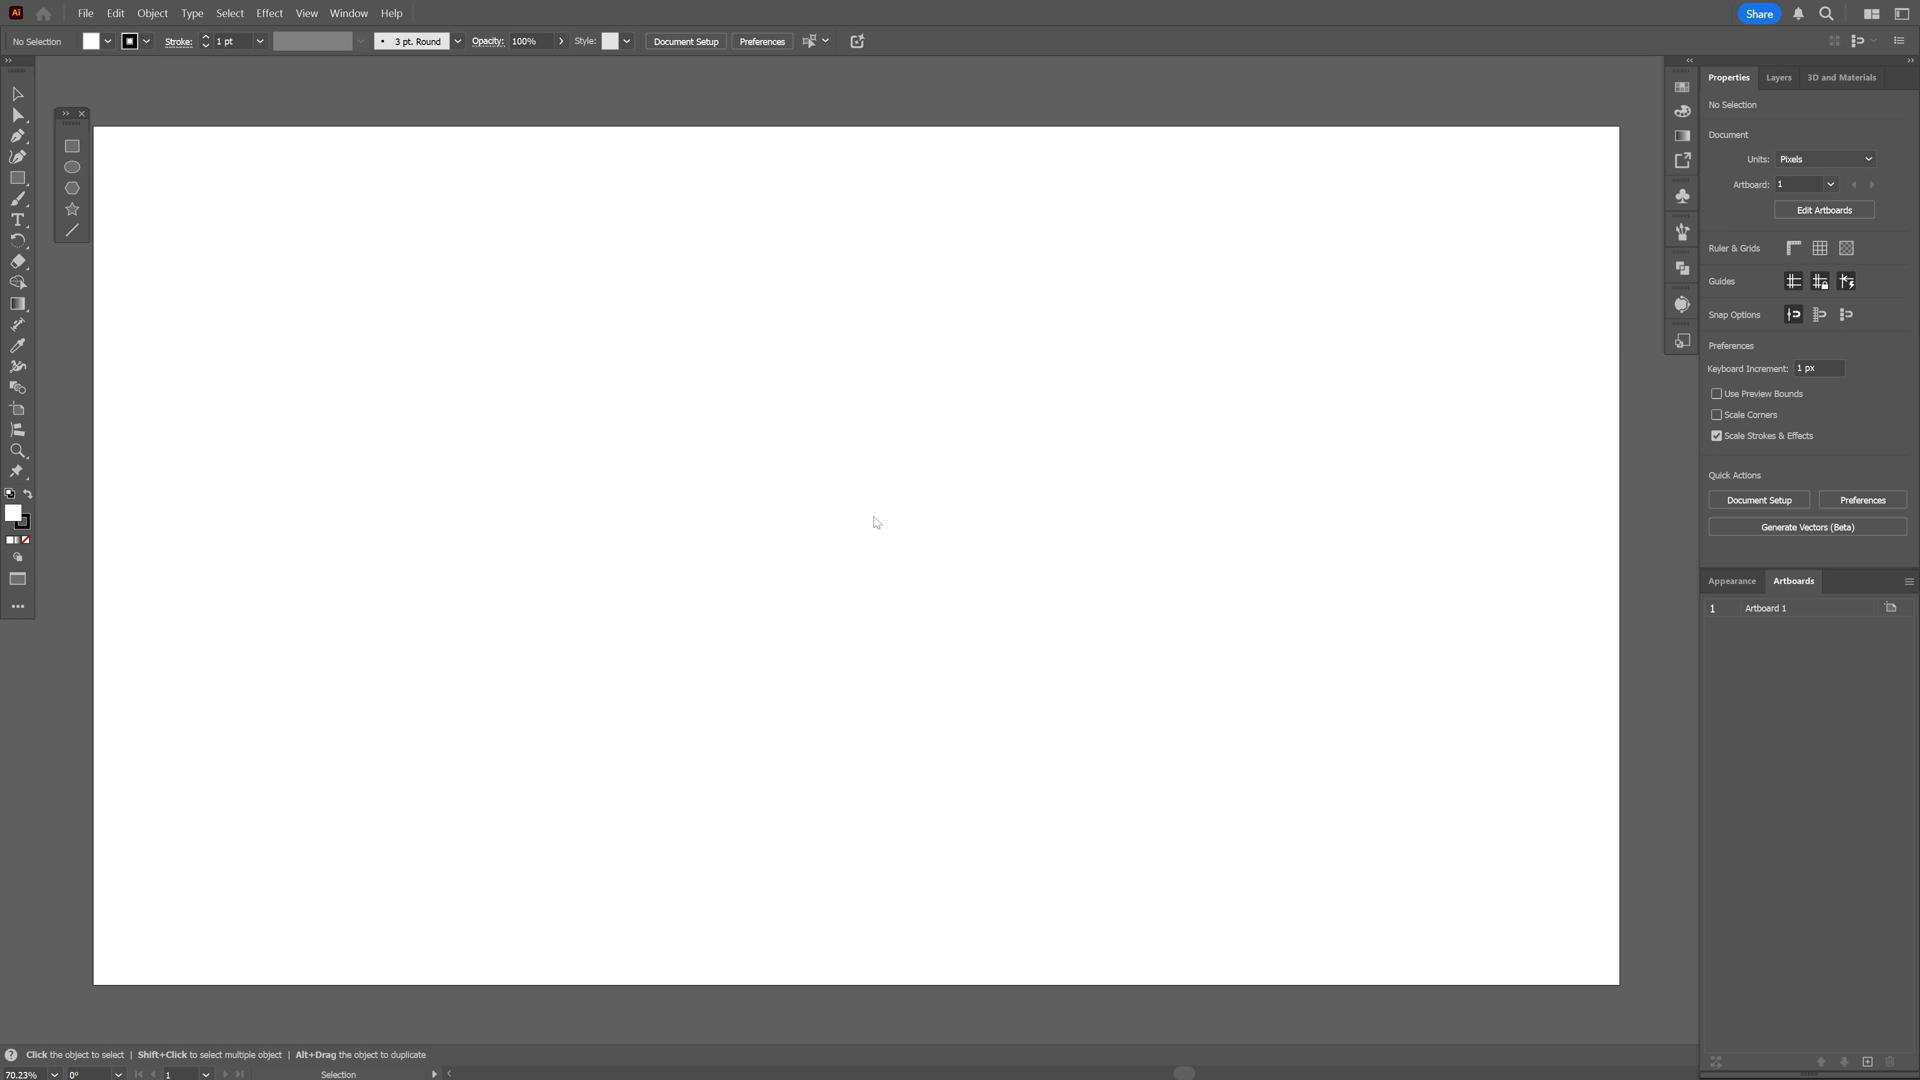 Ai File Edit Object Type Select Effect View Window Help Share
No Selection Stroke: 1 pt 3 pt. Round Opacity: 100% Style: Document Setup Preferences
Properties Layers 3D and Materials
No Selection
Document
Units: Pixels
Artboard: 1
Edit Artboards
Ruler & Grids
Guides
Snap Options
Preferences
Keyboard Increment: 1 px
Use Preview Bounds
Scale Corners
Scale Strokes & Effects
Quick Actions
Document Setup Preferences
Generate Vectors (Beta)
Appearance Artboards
1 Artboard 1
Click the object to select | Shift+Click to select multiple object | Alt+Drag the object to duplicate
70.23% 0° 1 Selection